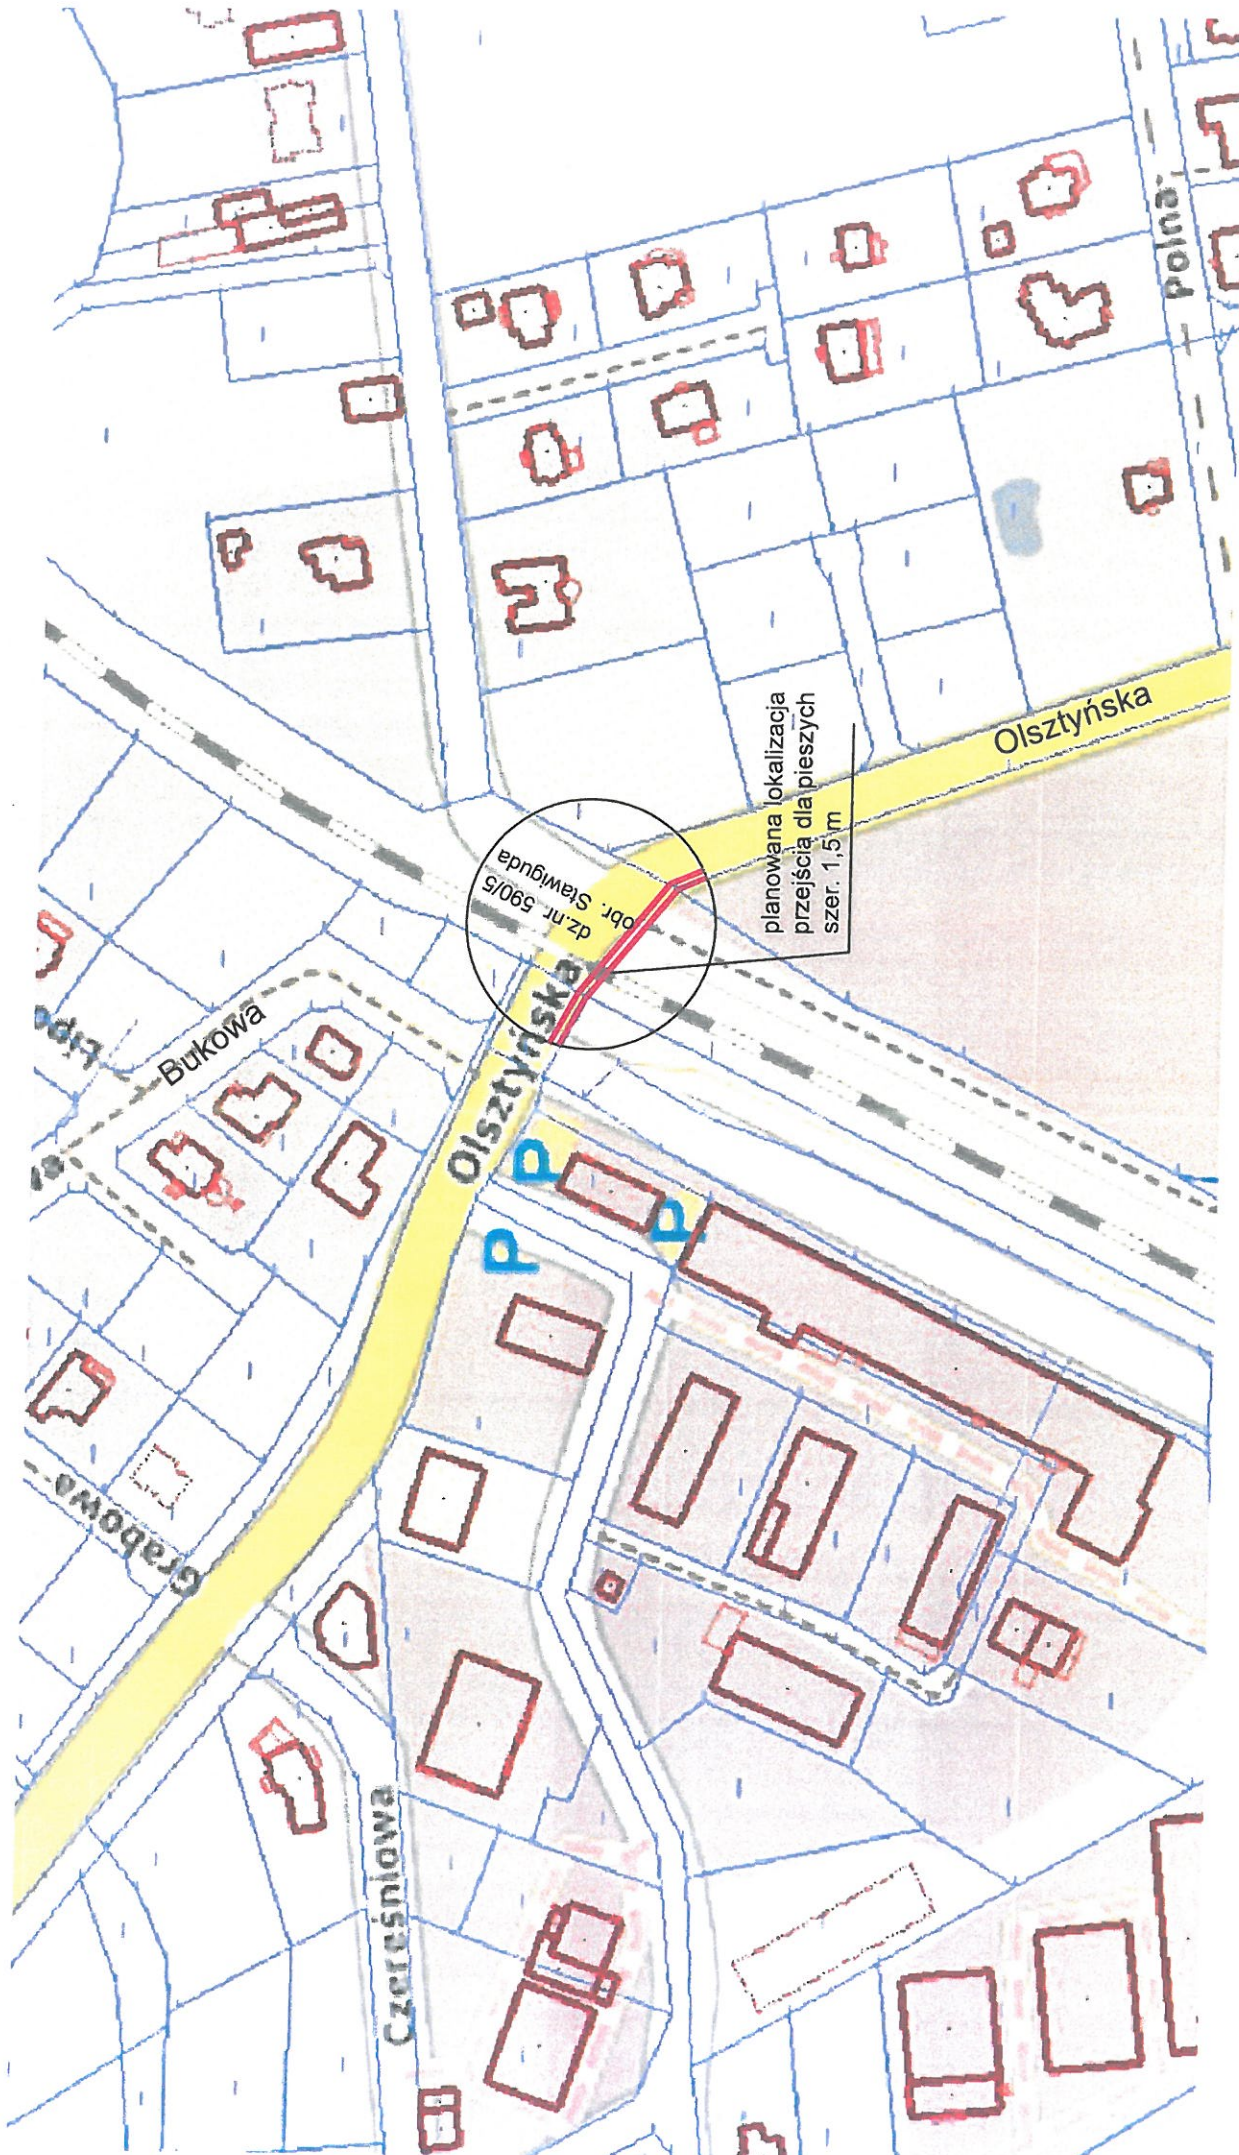 Polna
Olsztyńska
planowana lokalizacja
przejścia dla pieszych
szer. 1,5 m
dz.nr 590/5
obr. Stawiguda
Olsztyńska
Bukowa
P
P
P
Grabowa
Czereśniowa